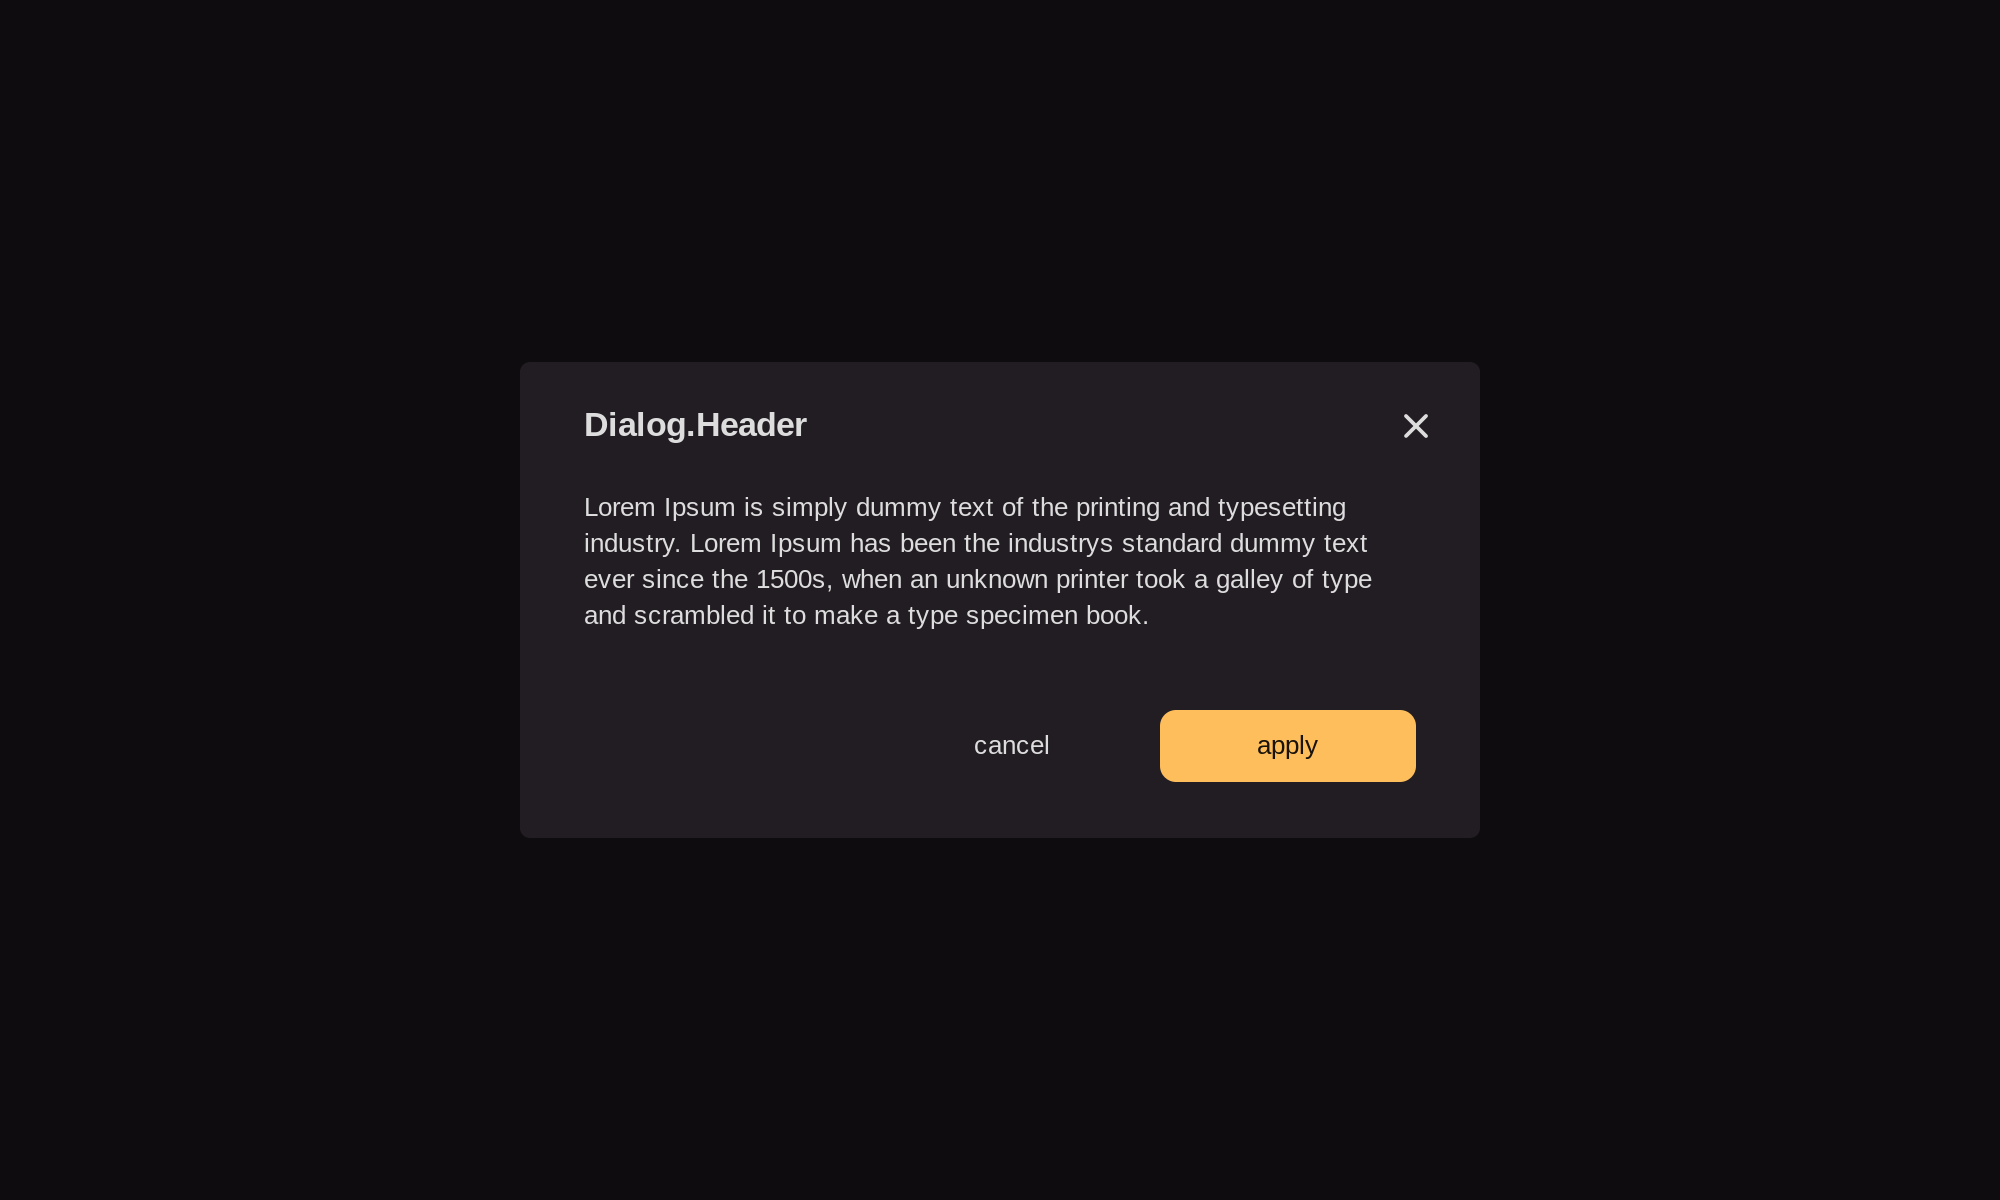 Dialog.Header
Lorem Ipsum is simply dummy text of the printing and typesetting
industry. Lorem Ipsum has been the industrys standard dummy text
ever since the 1500s, when an unknown printer took a galley of type
and scrambled it to make a type specimen book.
cancel
apply